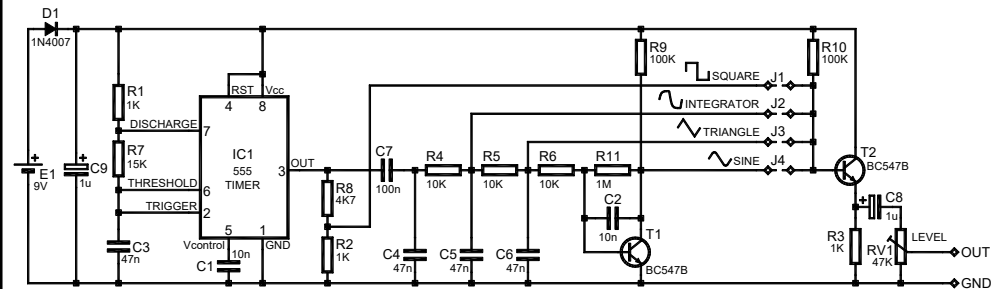 D1
1N4007
R1
1K
DISCHARGE
R7
15K
THRESHOLD
TRIGGER
E1
9V
C9
1u
C3
47n
RST
Vcc
4
8
7
6
2
3
5
1
IC1
555
TIMER
Vcontrol
GND
10n
C1
OUT
R8
4K7
R2
1K
C7
100n
R4
10K
R5
10K
R6
10K
R11
1M
C2
10n
C4
47n
C5
47n
C6
47n
T1
BC547B
R9
100K
SQUARE
J1
INTEGRATOR
J2
TRIANGLE
J3
SINE
J4
R10
100K
T2
BC547B
C8
1u
R3
1K
RV1
47K
LEVEL
OUT
GND